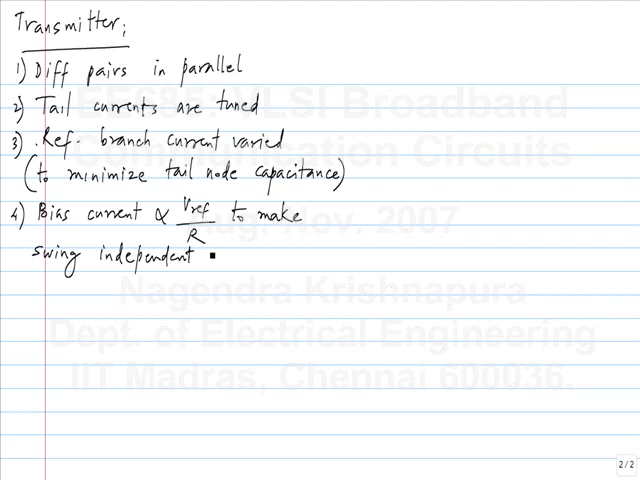 Transmitter;
1) Diff pairs in parallel
2) Tail currents are tuned
3) . Ref. branch current varied
(to minimize tail node capacitance)
4) Bias current ∝ Vref/R to make
swing independent
EE685: VLSI Broadband
Communication Circuits
Aug. Nov. 2007
Nagendra Krishnapura
Dept. of Electrical Engineering
IIT Madras, Chennai 600036.
2/2